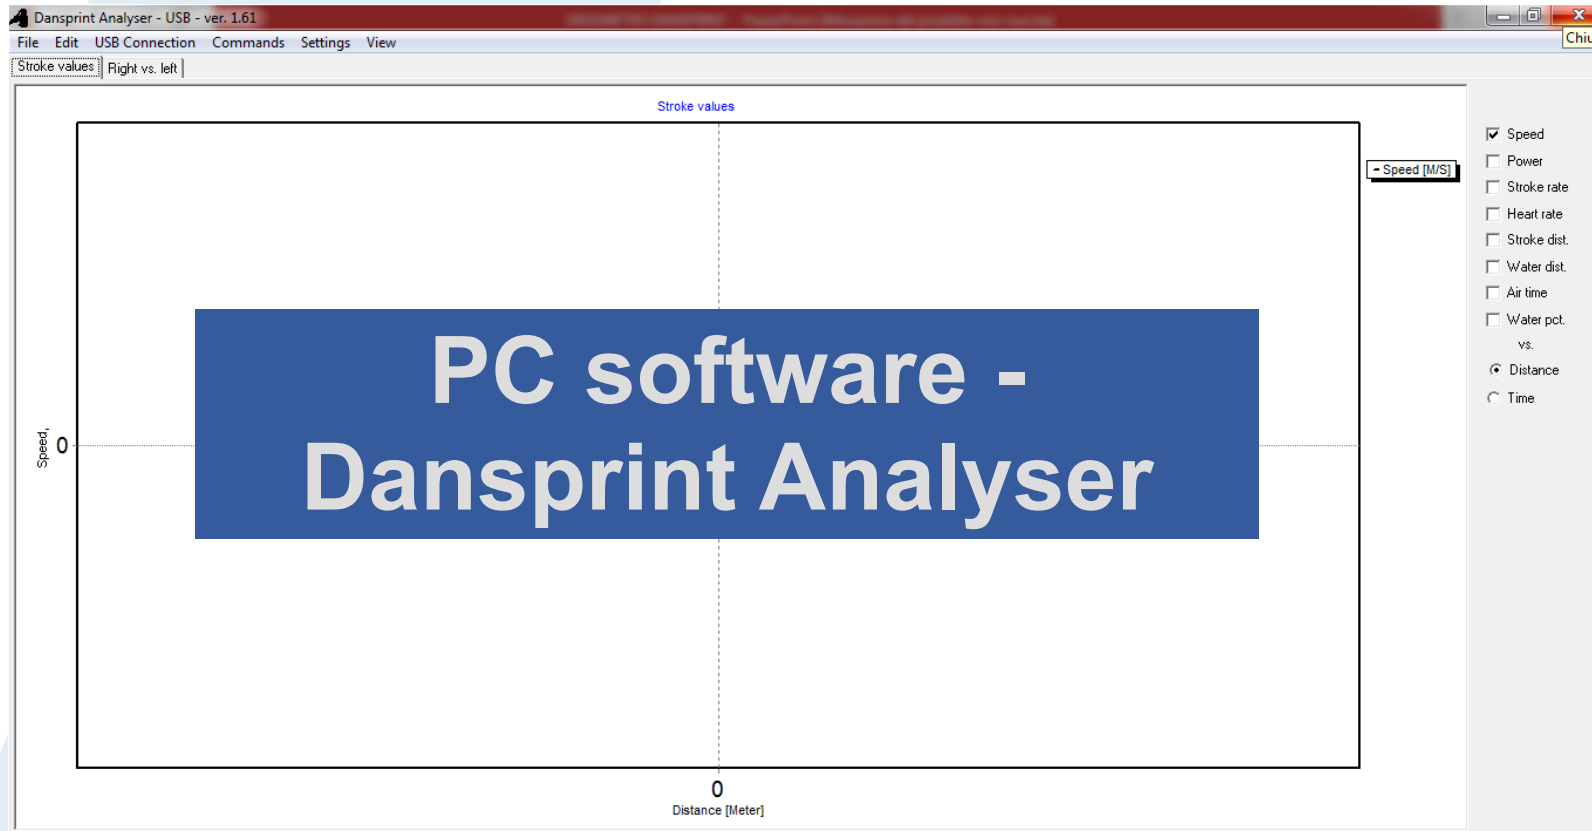 Dansprint Analyser - USB - ver. 1.61
File Edit USB Connection Commands Settings View
Chiu
Stroke values Right vs. left
Stroke values
Speed [M/S]
Speed
Power
Stroke rate
Heart rate
Stroke dist.
Water dist.
Air time
Water pct.
vs.
Distance
Time
PC software -
Dansprint Analyser
Speed,
0
0
Distance [Meter]